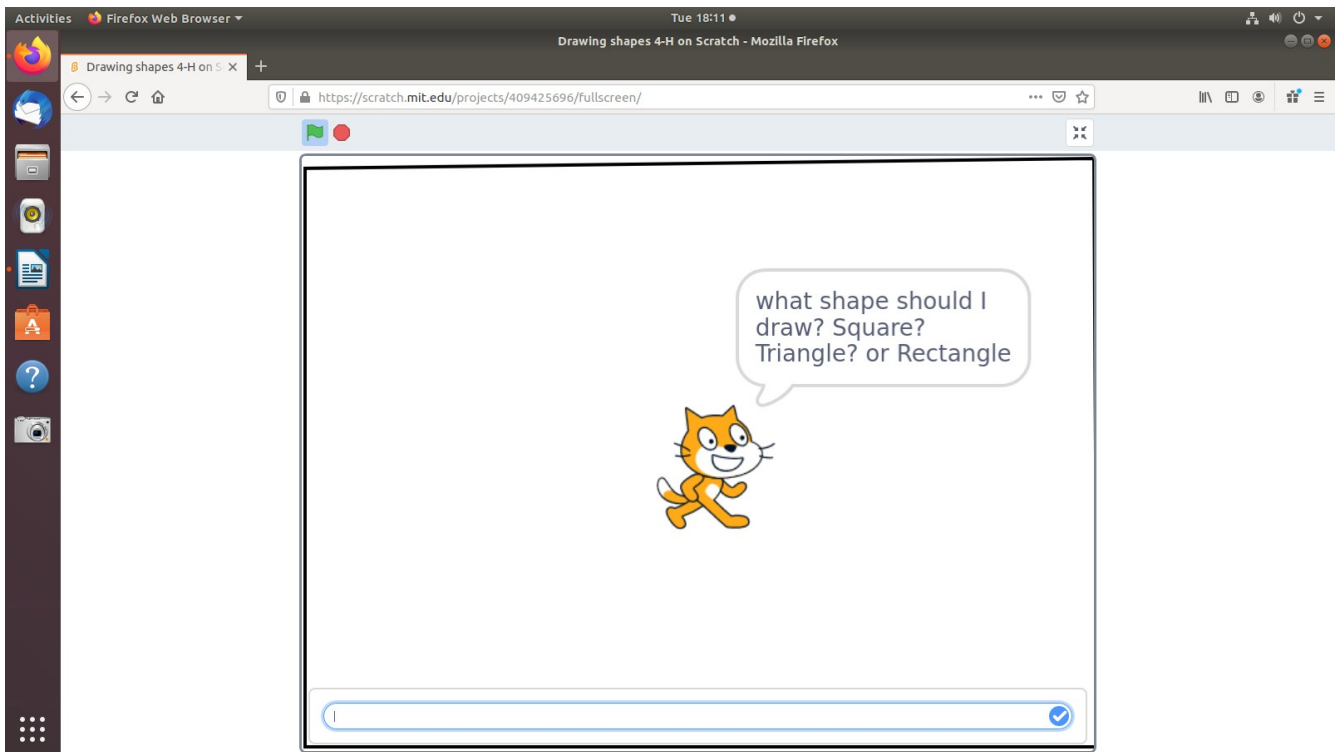 Activities Firefox Web Browser Tue 18:11
Drawing shapes 4-H on Scratch - Mozilla Firefox
Drawing shapes 4-H on S
https://scratch.mit.edu/projects/409425696/fullscreen/
what shape should I
draw? Square?
Triangle? or Rectangle